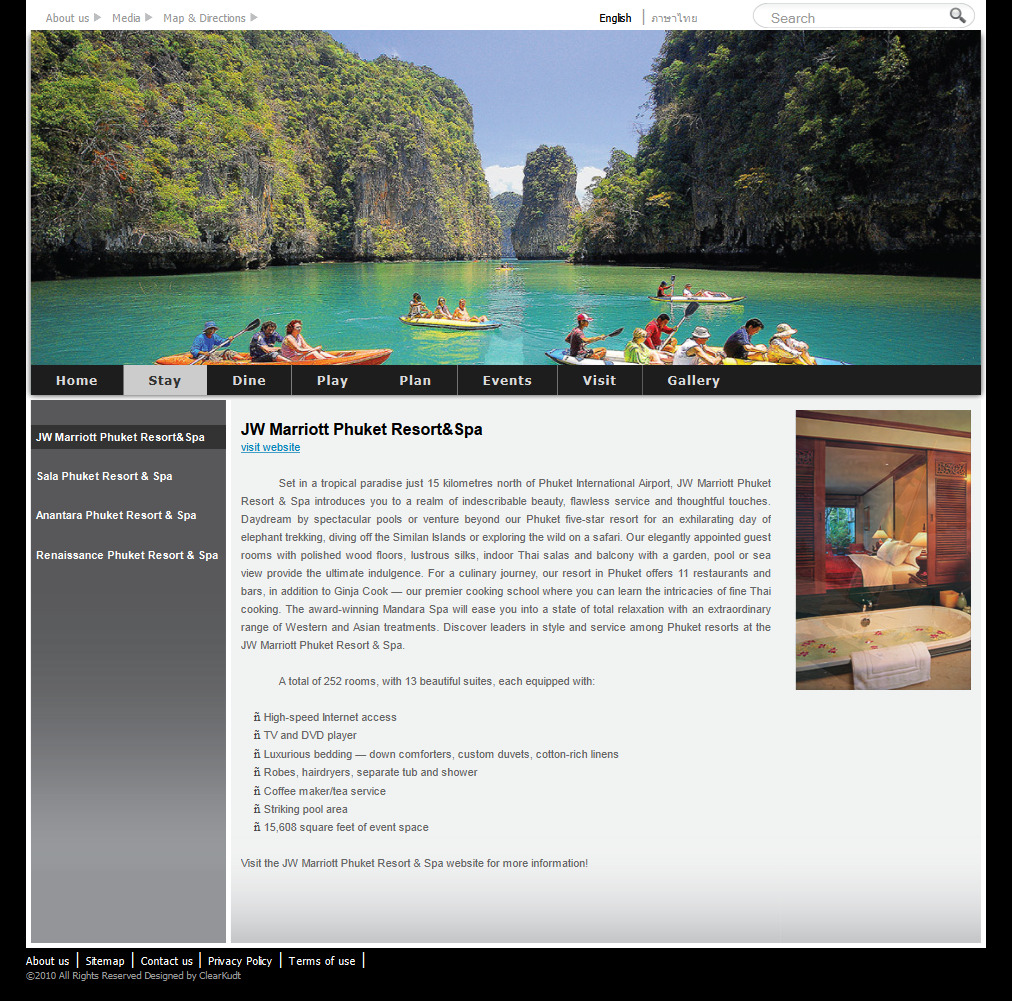 About us Media Map & Directions English ภาษาไทย Search
Home Stay Dine Play Plan Events Visit Gallery
JW Marriott Phuket Resort&Spa
Sala Phuket Resort & Spa
Anantara Phuket Resort & Spa
Renaissance Phuket Resort & Spa
JW Marriott Phuket Resort&Spa
visit website
Set in a tropical paradise just 15 kilometres north of Phuket International Airport, JW Marriott Phuket
Resort & Spa introduces you to a realm of indescribable beauty, flawless service and thoughtful touches.
Daydream by spectacular pools or venture beyond our Phuket five-star resort for an exhilarating day of
elephant trekking, diving off the Similan Islands or exploring the wild on a safari. Our elegantly appointed guest
rooms with polished wood floors, lustrous silks, indoor Thai salas and balcony with a garden, pool or sea
view provide the ultimate indulgence. For a culinary journey, our resort in Phuket offers 11 restaurants and
bars, in addition to Ginja Cook — our premier cooking school where you can learn the intricacies of fine Thai
cooking. The award-winning Mandara Spa will ease you into a state of total relaxation with an extraordinary
range of Western and Asian treatments. Discover leaders in style and service among Phuket resorts at the
JW Marriott Phuket Resort & Spa.
A total of 252 rooms, with 13 beautiful suites, each equipped with:
ñ High-speed Internet access
ñ TV and DVD player
ñ Luxurious bedding — down comforters, custom duvets, cotton-rich linens
ñ Robes, hairdryers, separate tub and shower
ñ Coffee maker/tea service
ñ Striking pool area
ñ 15,608 square feet of event space
Visit the JW Marriott Phuket Resort & Spa website for more information!
About us | Sitemap | Contact us | Privacy Policy | Terms of use |
©2010 All Rights Reserved Designed by ClearKudt